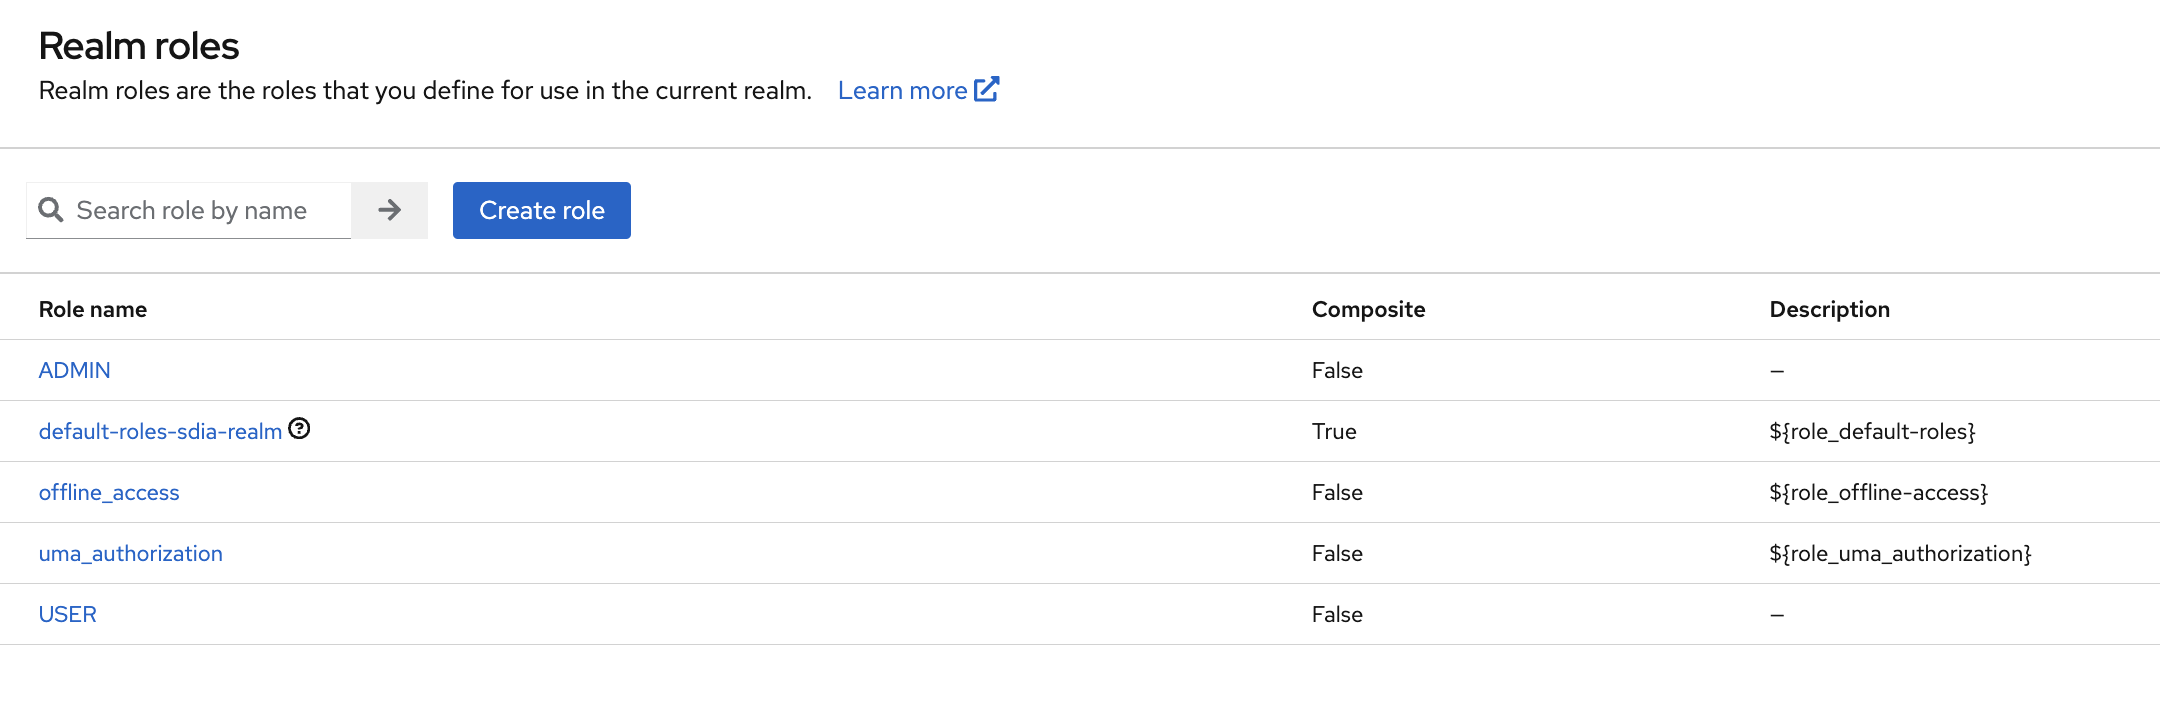 Realm roles
Realm roles are the roles that you define for use in the current realm. Learn more
Search role by name
Create role
Role name Composite Description
ADMIN False –
default-roles-sdia-realm True ${role_default-roles}
offline_access False ${role_offline-access}
uma_authorization False ${role_uma_authorization}
USER False –